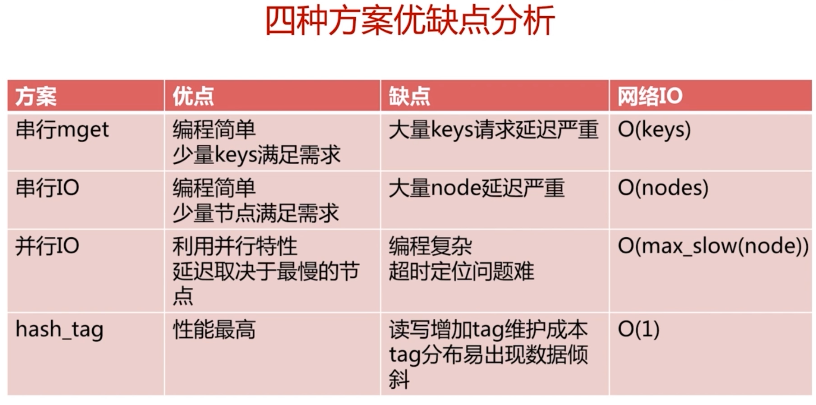 四种方案优缺点分析
方案 优点 缺点 网络IO
串行mget 编程简单 大量keys请求延迟严重 O(keys)
少量keys满足需求
串行IO 编程简单 大量node延迟严重 O(nodes)
少量节点满足需求
并行IO 利用并行特性 编程复杂 O(max_slow(node))
延迟取决于最慢的节 超时定位问题难
点
hash_tag 性能最高 读写增加tag维护成本 O(1)
tag分布易出现数据倾
斜